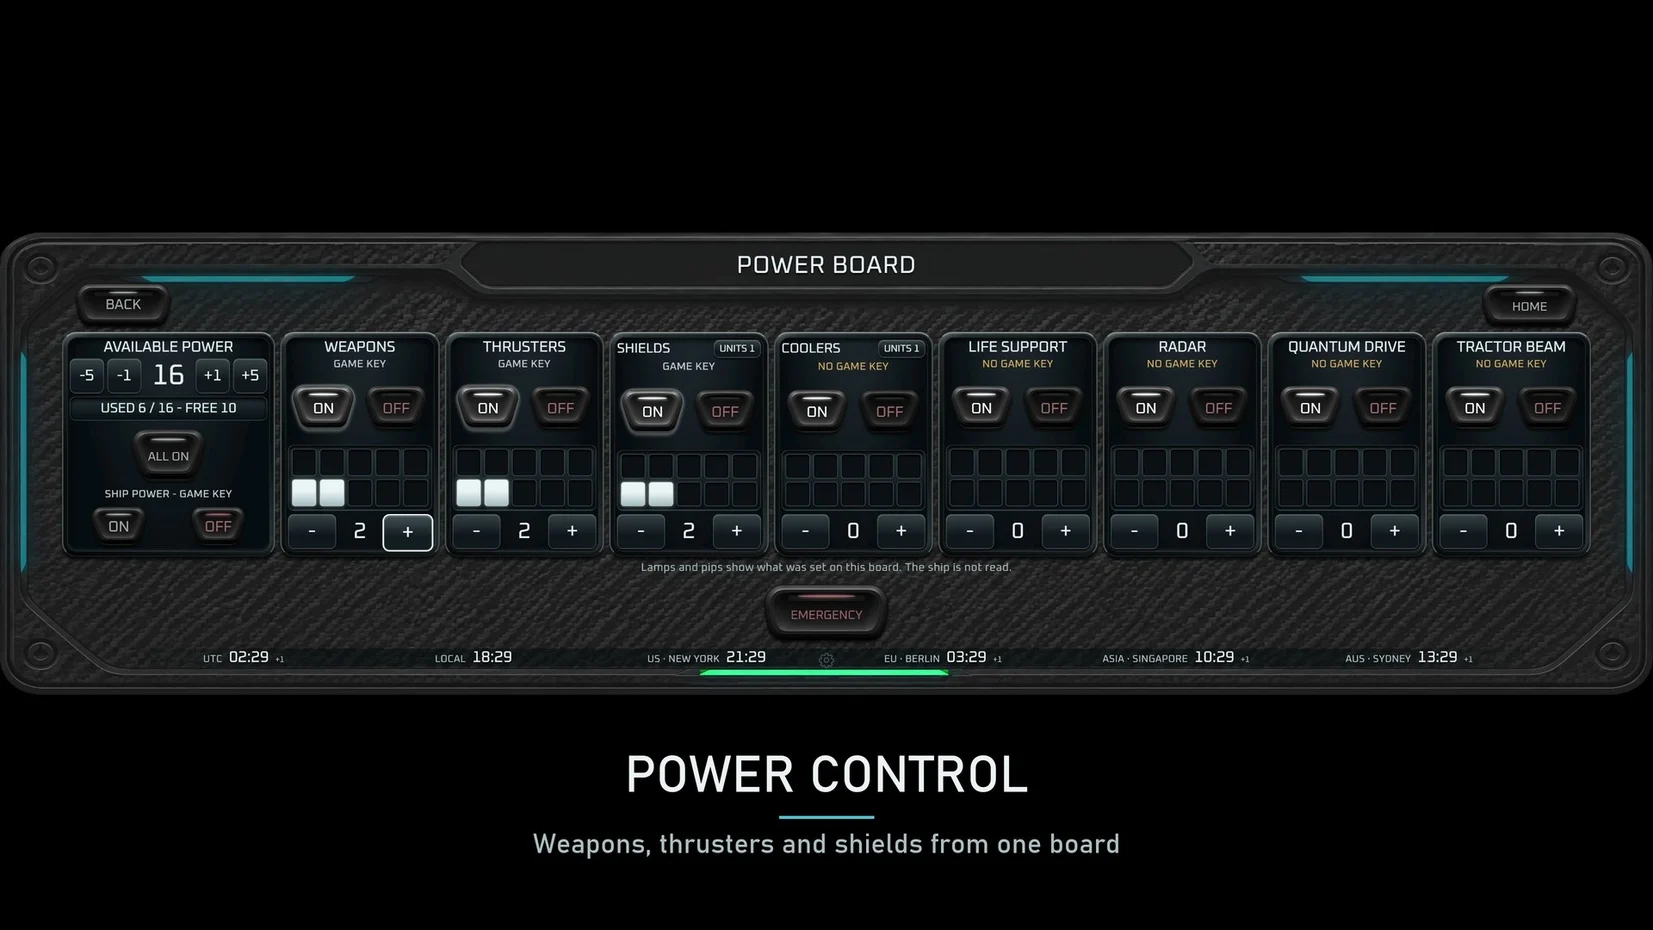 POWER BOARD
BACK
HOME
AVAILABLE POWER
-5 -1 16 +1 +5
USED 6 / 16 - FREE 10
ALL ON
SHIP POWER - GAME KEY
ON OFF
WEAPONS
GAME KEY
ON OFF
- 2 +
THRUSTERS
GAME KEY
ON OFF
- 2 +
SHIELDS UNITS 1
GAME KEY
ON OFF
- 2 +
COOLERS UNITS 1
NO GAME KEY
ON OFF
- 0 +
LIFE SUPPORT
NO GAME KEY
ON OFF
- 0 +
RADAR
NO GAME KEY
ON OFF
- 0 +
QUANTUM DRIVE
NO GAME KEY
ON OFF
- 0 +
TRACTOR BEAM
NO GAME KEY
ON OFF
- 0 +
Lamps and pips show what was set on this board. The ship is not read.
EMERGENCY
UTC 02:29 +1 LOCAL 18:29 US · NEW YORK 21:29 EU · BERLIN 03:29 +1 ASIA · SINGAPORE 10:29 +1 AUS · SYDNEY 13:29 +1
POWER CONTROL
Weapons, thrusters and shields from one board